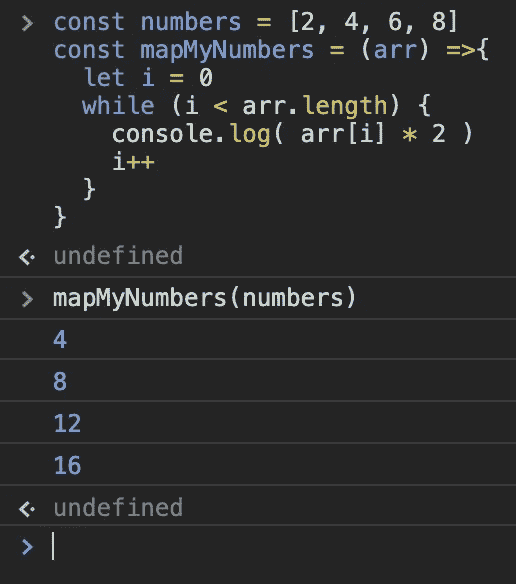 > const numbers = [2, 4, 6, 8]
const mapMyNumbers = (arr) =>{
let i = 0
while (i < arr.length) {
console.log( arr[i] * 2 )
i++
}
}
undefined
> mapMyNumbers(numbers)
4
8
12
16
undefined
>